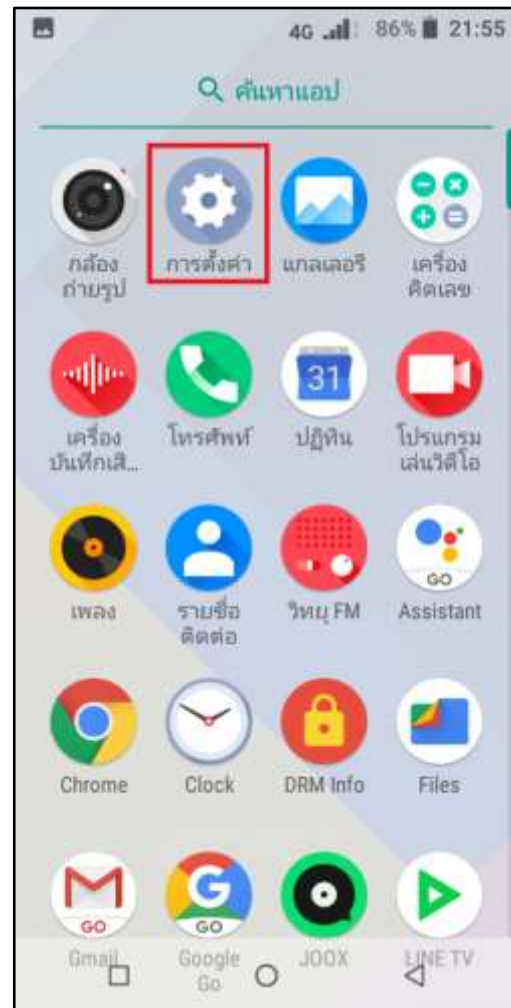 4G 86% 21:55
ค้นหาแอป
กล้อง
ถ่ายรูป
การตั้งค่า
แกลเลอรี
เครื่อง
คิดเลข
31
เครื่อง
บันทึกเสี...
โทรศัพท์
ปฏิทิน
โปรแกรม
เล่นวิดีโอ
GO
เพลง
รายชื่อ
ติดต่อ
วิทยุ FM
Assistant
Chrome
Clock
DRM Info
Files
GO
GO
Gmail
Google
Go
JOOX
LINE TV